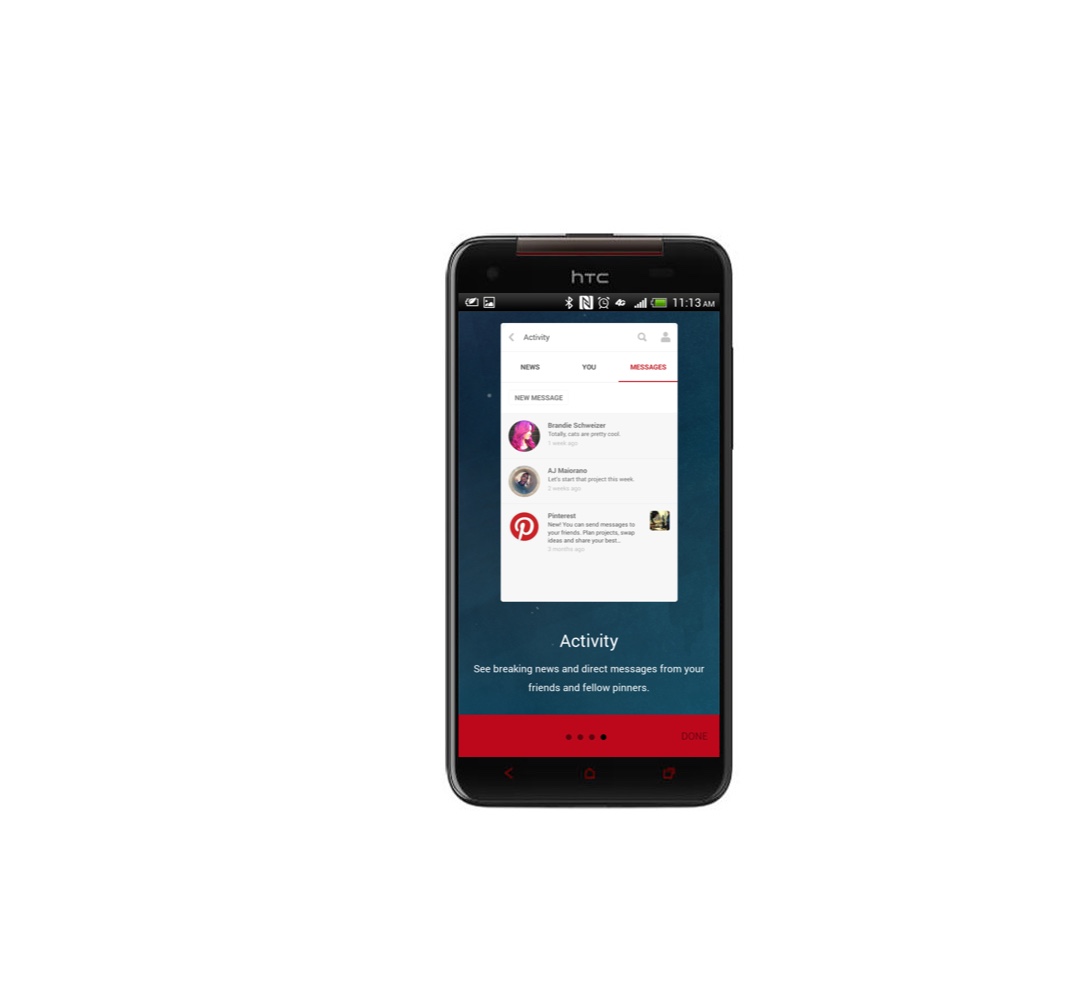 htc
11:13 AM
Activity
NEWS YOU MESSAGES
NEW MESSAGE
Brandie Schweizer
Totally, cats are pretty cool.
1 week ago
AJ Maiorano
Let's start that project this week.
3 weeks ago
Pinterest
New! You can send messages to
your friends. Plan projects, swap
ideas and share your best...
3 months ago
Activity
See breaking news and direct messages from your
friends and fellow pinners.
DONE